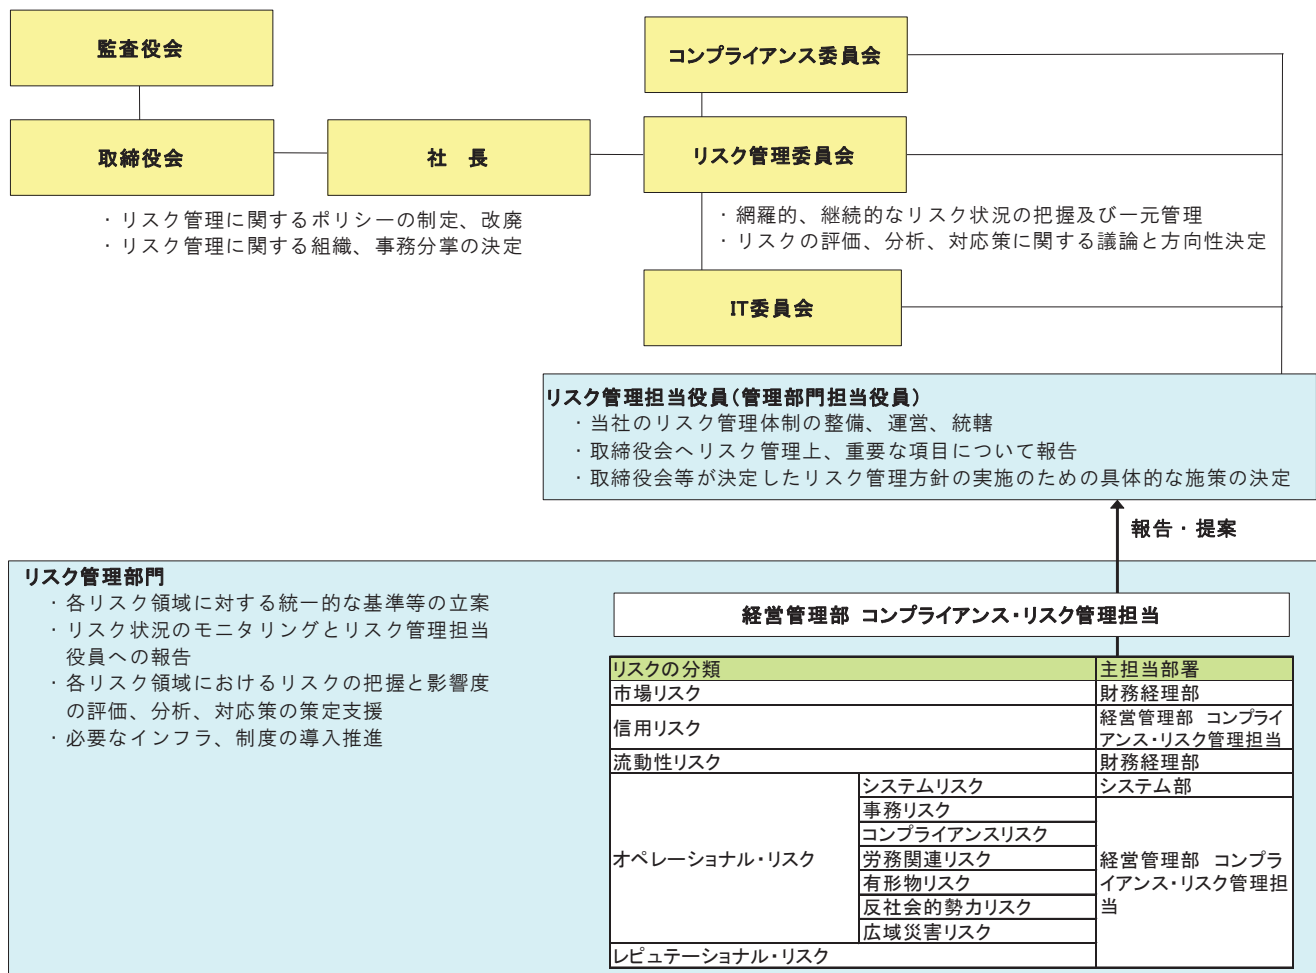 監査役会
コンプライアンス委員会
取締役会
社　長
リスク管理委員会
・リスク管理に関するポリシーの制定、改廃
・リスク管理に関する組織、事務分掌の決定
・網羅的、継続的なリスク状況の把握及び一元管理
・リスクの評価、分析、対応策に関する議論と方向性決定
IT委員会
リスク管理担当役員(管理部門担当役員)
・当社のリスク管理体制の整備、運営、統轄
・取締役会へリスク管理上、重要な項目について報告
・取締役会等が決定したリスク管理方針の実施のための具体的な施策の決定
報告・提案
リスク管理部門
・各リスク領域に対する統一的な基準等の立案
・リスク状況のモニタリングとリスク管理担当
役員への報告
・各リスク領域におけるリスクの把握と影響度
の評価、分析、対応策の策定支援
・必要なインフラ、制度の導入推進
経営管理部 コンプライアンス・リスク管理担当
リスクの分類 主担当部署
市場リスク 財務経理部
信用リスク 経営管理部 コンプライ
アンス・リスク管理担当
流動性リスク 財務経理部
オペレーショナル・リスク
システムリスク システム部
事務リスク
コンプライアンスリスク
労務関連リスク
有形物リスク
反社会的勢力リスク
広域災害リスク
経営管理部 コンプラ
イアンス・リスク管理担
当
レピュテーショナル・リスク